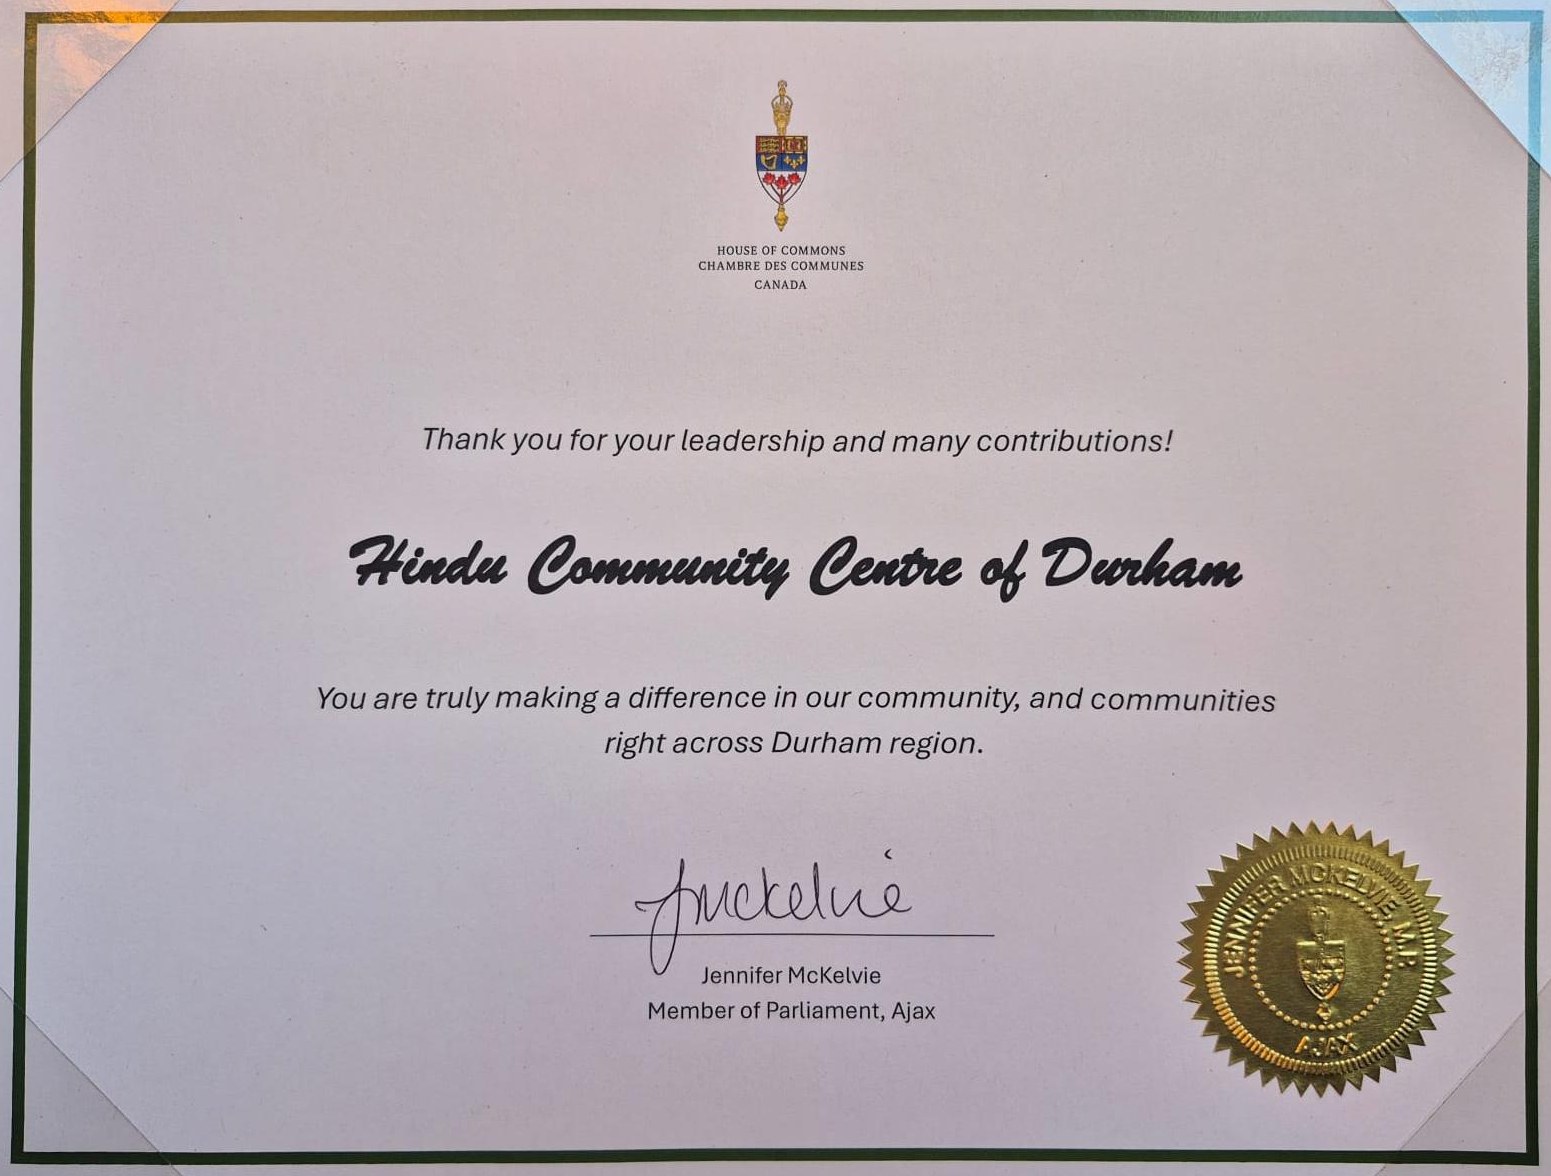 HOUSE OF COMMONS
CHAMBRE DES COMMUNES
CANADA
Thank you for your leadership and many contributions!
Hindu Community Centre of Durham
You are truly making a difference in our community, and communities
right across Durham region.
JMcKelvie
Jennifer McKelvie
Member of Parliament, Ajax
JENNIFER MCKELVIE, M.P.
AJAX